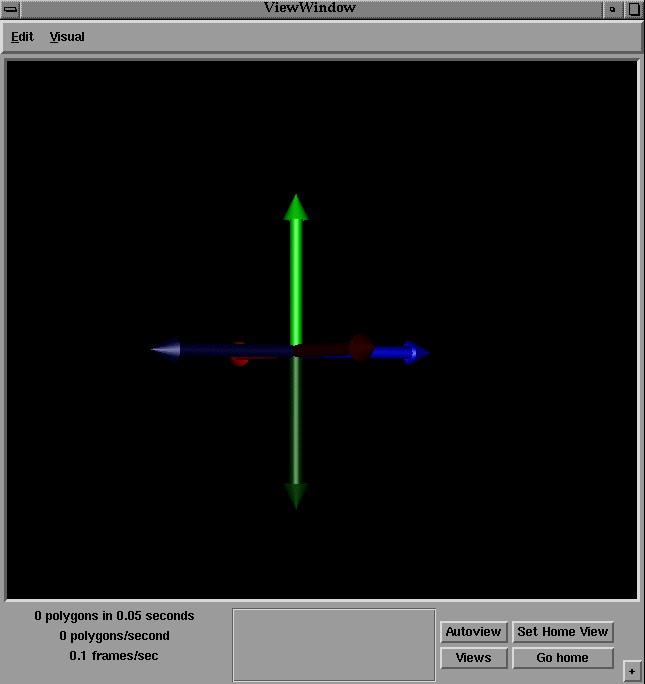 ViewWindow
Edit Visual
0 polygons in 0.05 seconds
0 polygons/second
0.1 frames/sec
Autoview Set Home View
Views Go home
+